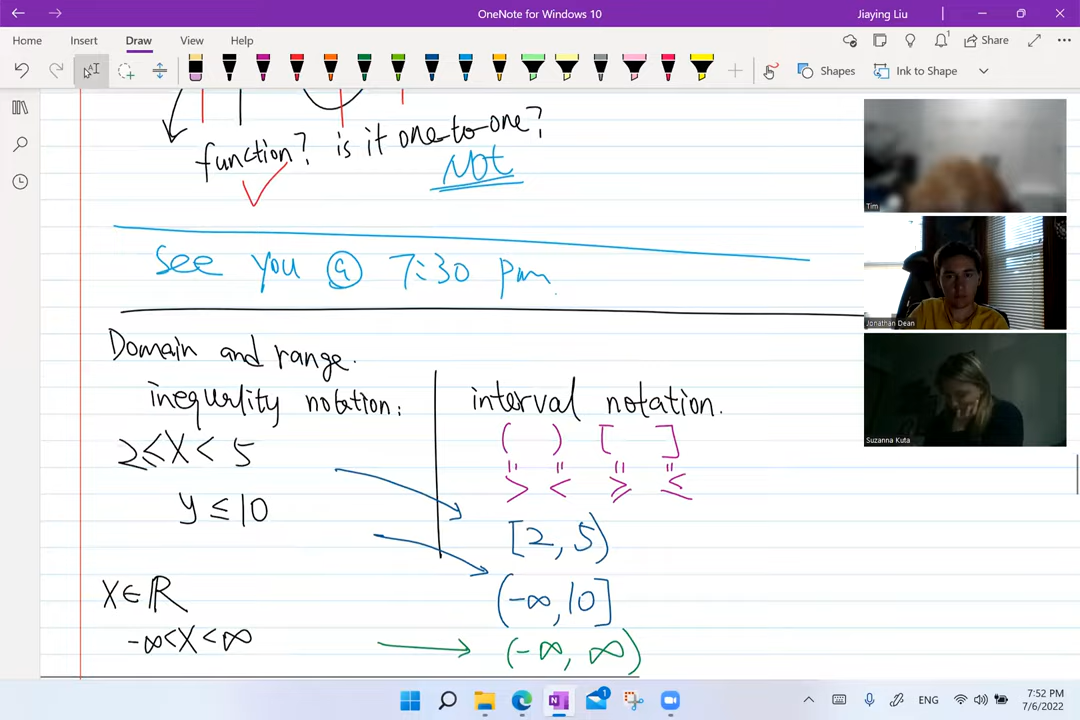 OneNote for Windows 10
Jiaying Liu
Home Insert Draw View Help
Share
Shapes
Ink to Shape
function? is it one-to-one?
Not
See you @ 7:30 pm.
Domain and range.
inequality notation:
interval notation.
2≤X<5
( ) [ ]
" " " "
> < ≥ ≤
y≤10
[2, 5)
X∈ℝ
(-∞, 10]
-∞<X<∞
(-∞, ∞)
Tim
Jonathan Dean
Suzanna Kuta
1
ENG
7:52 PM
7/6/2022